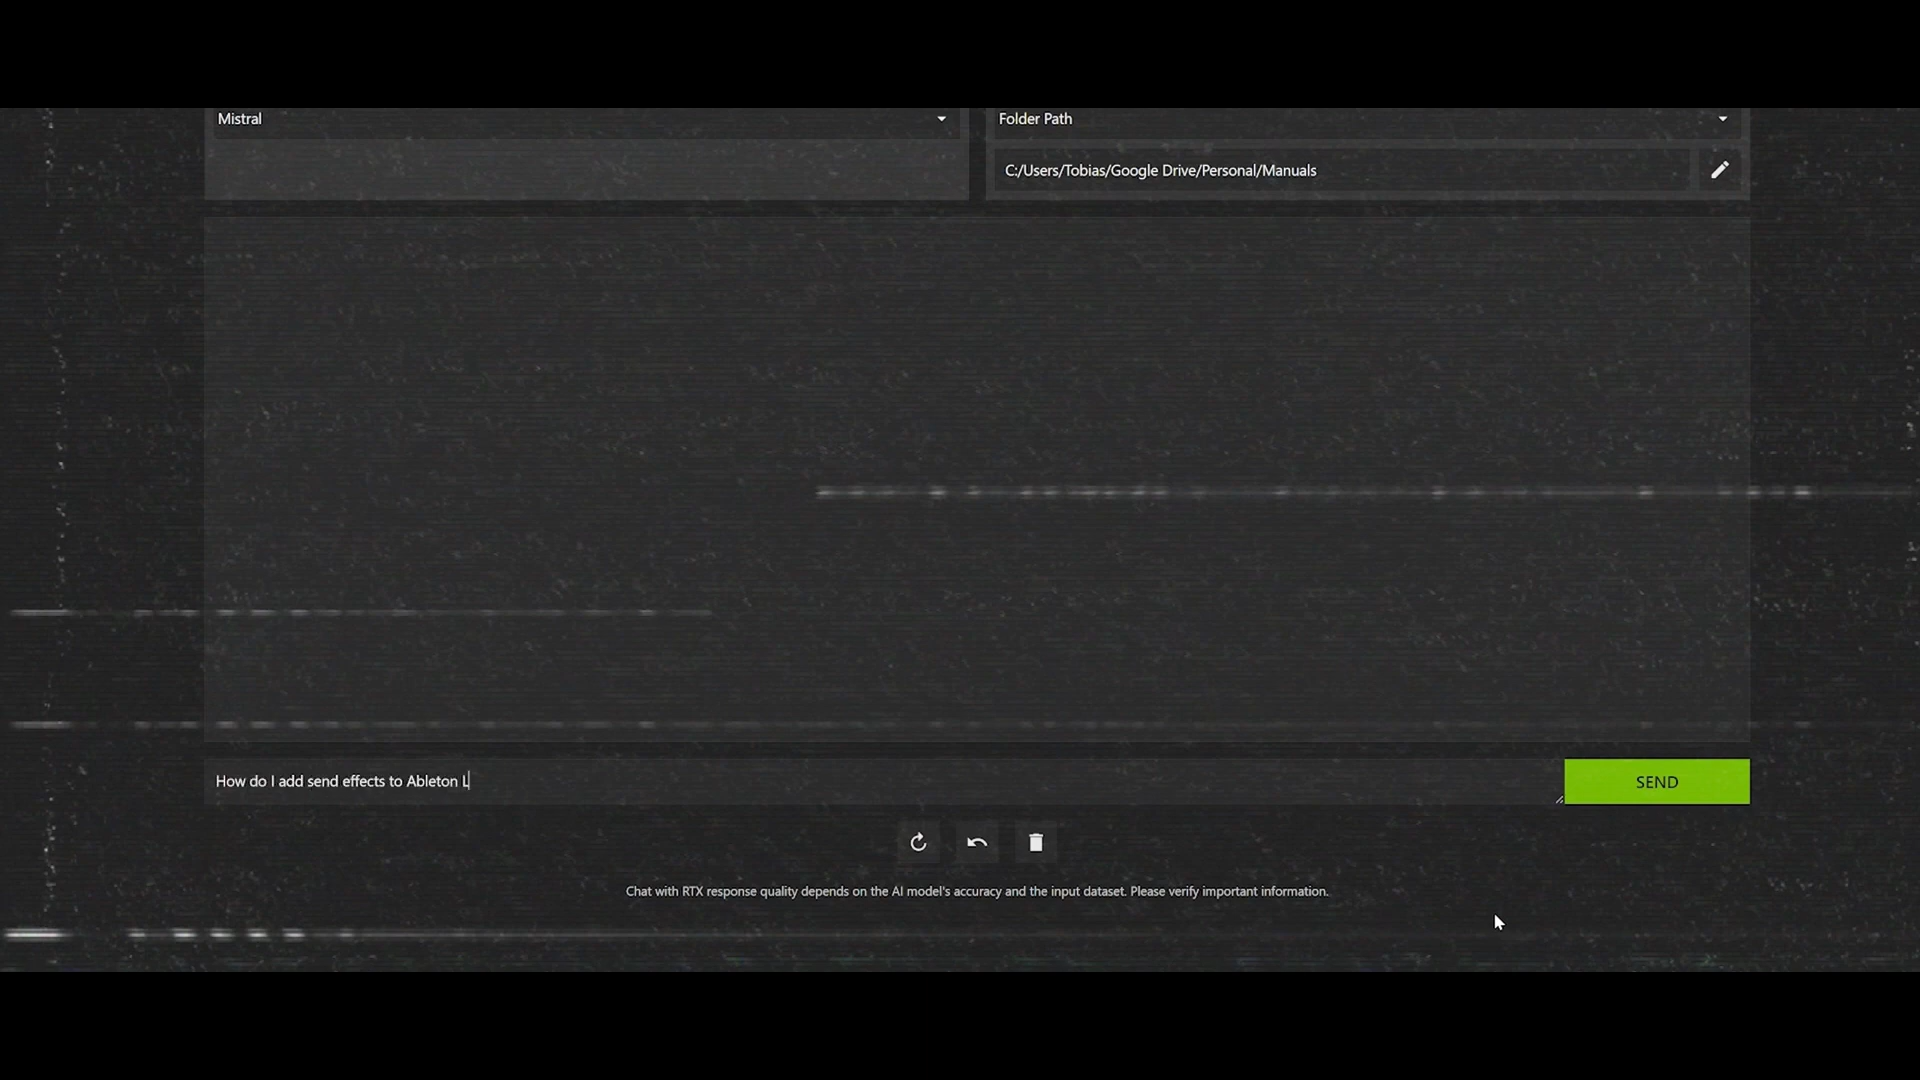 Mistral
Folder Path
C:/Users/Tobias/Google Drive/Personal/Manuals
How do I add send effects to Ableton L
SEND
Chat with RTX response quality depends on the AI model's accuracy and the input dataset. Please verify important information.